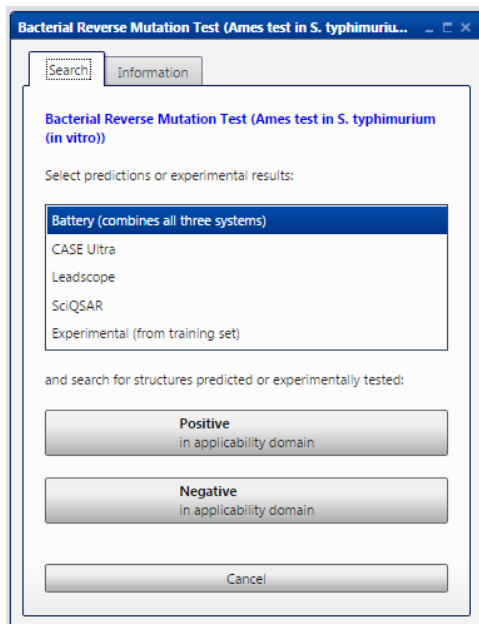 Bacterial Reverse Mutation Test (Ames test in S. typhimuriu...
Search
Information
Bacterial Reverse Mutation Test (Ames test in S. typhimurium
(in vitro))
Select predictions or experimental results:
Battery (combines all three systems)
CASE Ultra
Leadscope
SciQSAR
Experimental (from training set)
and search for structures predicted or experimentally tested:
Positive
in applicability domain
Negative
in applicability domain
Cancel